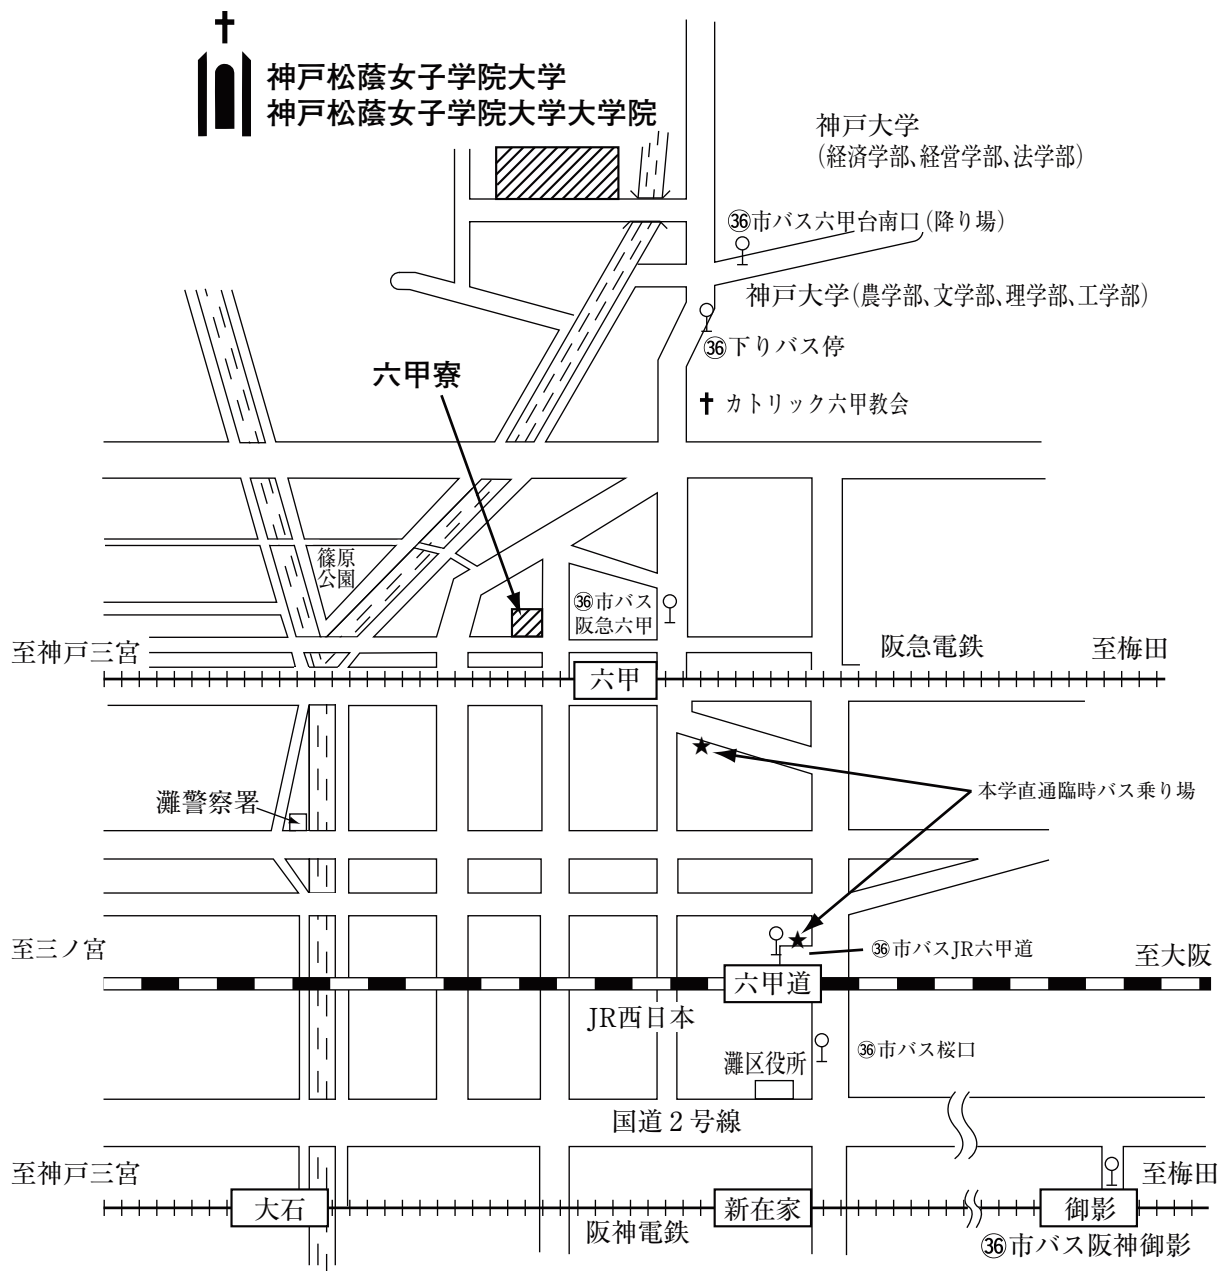 神戸松蔭女子学院大学
神戸松蔭女子学院大学大学院
神戸大学
(経済学部、経営学部、法学部)
㊱市バス六甲台南口(降り場)
神戸大学(農学部、文学部、理学部、工学部)
㊱下りバス停
六甲寮
カトリック六甲教会
篠原
公園
㊱市バス
阪急六甲
至神戸三宮
阪急電鉄
至梅田
六甲
本学直通臨時バス乗り場
灘警察署
至三ノ宮
㊱市バスJR六甲道
至大阪
六甲道
JR西日本
㊱市バス桜口
灘区役所
国道2号線
至神戸三宮
至梅田
大石
新在家
御影
阪神電鉄
㊱市バス阪神御影